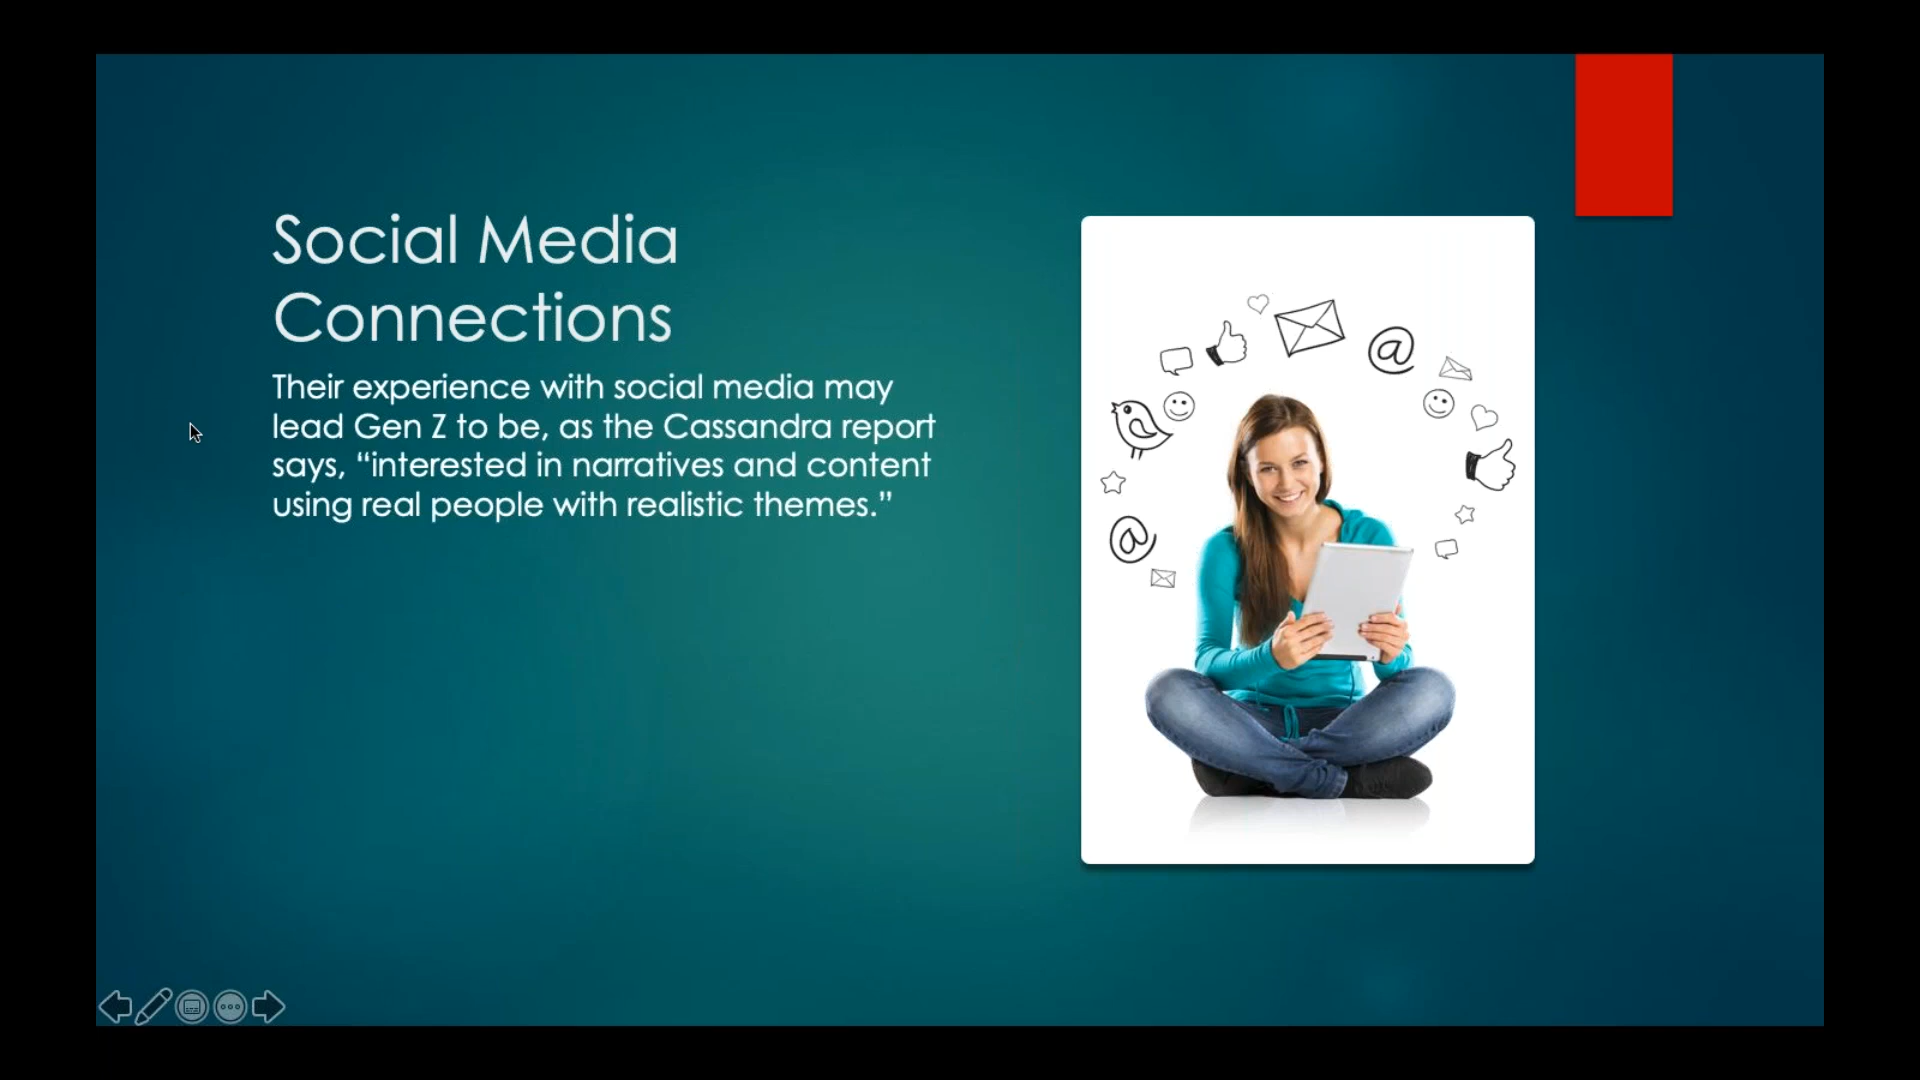 Social Media
Connections
Their experience with social media may
lead Gen Z to be, as the Cassandra report
says, “interested in narratives and content
using real people with realistic themes.”